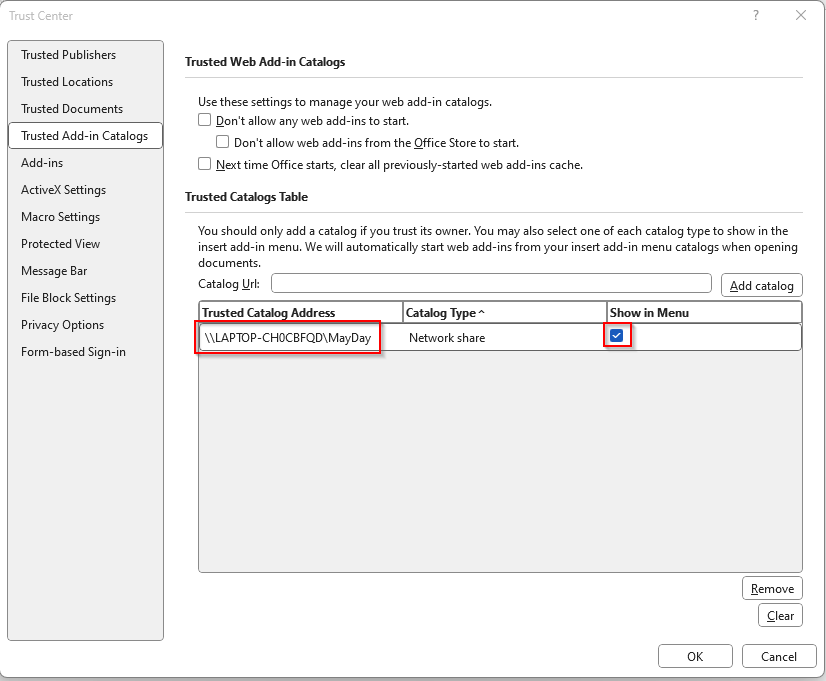 Trust Center
?
Trusted Publishers
Trusted Locations
Trusted Documents
Trusted Add-in Catalogs
Add-ins
ActiveX Settings
Macro Settings
Protected View
Message Bar
File Block Settings
Privacy Options
Form-based Sign-in
Trusted Web Add-in Catalogs
Use these settings to manage your web add-in catalogs.
Don't allow any web add-ins to start.
Don't allow web add-ins from the Office Store to start.
Next time Office starts, clear all previously-started web add-ins cache.
Trusted Catalogs Table
You should only add a catalog if you trust its owner. You may also select one of each catalog type to show in the
insert add-in menu. We will automatically start web add-ins from your insert add-in menu catalogs when opening
documents.
Catalog Url:
Add catalog
Trusted Catalog Address Catalog Type Show in Menu
\\LAPTOP-CH0CBFQD\MayDay Network share
Remove
Clear
OK Cancel